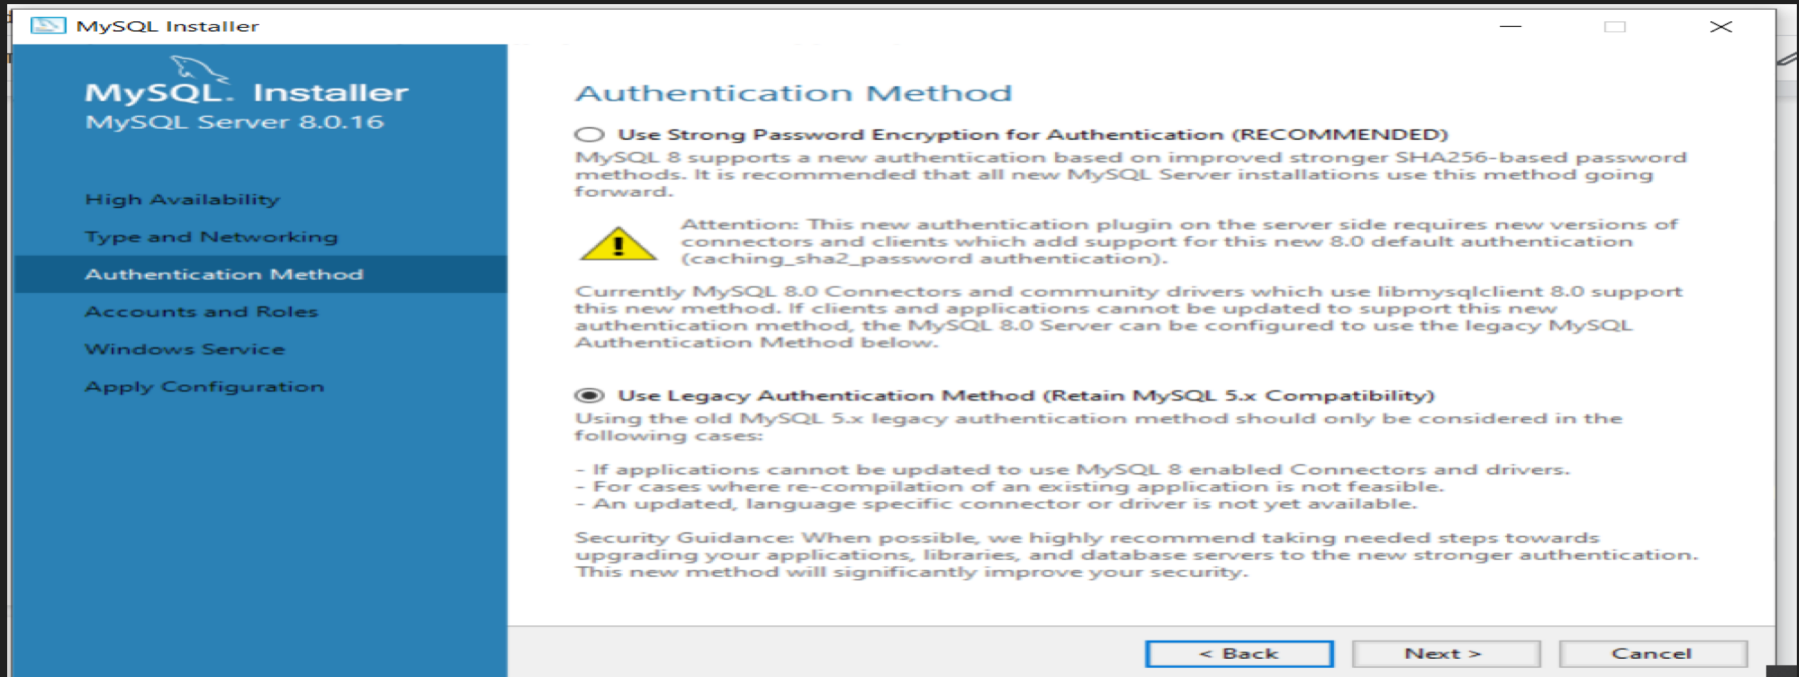 MySQL Installer
MySQL. Installer
MySQL Server 8.0.16
High Availability
Type and Networking
Authentication Method
Accounts and Roles
Windows Service
Apply Configuration
Authentication Method
Use Strong Password Encryption for Authentication (RECOMMENDED)
MySQL 8 supports a new authentication based on improved stronger SHA256-based password
methods. It is recommended that all new MySQL Server installations use this method going
forward.
Attention: This new authentication plugin on the server side requires new versions of
connectors and clients which add support for this new 8.0 default authentication
(caching_sha2_password authentication).
Currently MySQL 8.0 Connectors and community drivers which use libmysqlclient 8.0 support
this new method. If clients and applications cannot be updated to support this new
authentication method, the MySQL 8.0 Server can be configured to use the legacy MySQL
Authentication Method below.
Use Legacy Authentication Method (Retain MySQL 5.x Compatibility)
Using the old MySQL 5.x legacy authentication method should only be considered in the
following cases:
- If applications cannot be updated to use MySQL 8 enabled Connectors and drivers.
- For cases where re-compilation of an existing application is not feasible.
- An updated, language specific connector or driver is not yet available.
Security Guidance: When possible, we highly recommend taking needed steps towards
upgrading your applications, libraries, and database servers to the new stronger authentication.
This new method will significantly improve your security.
< Back
Next >
Cancel